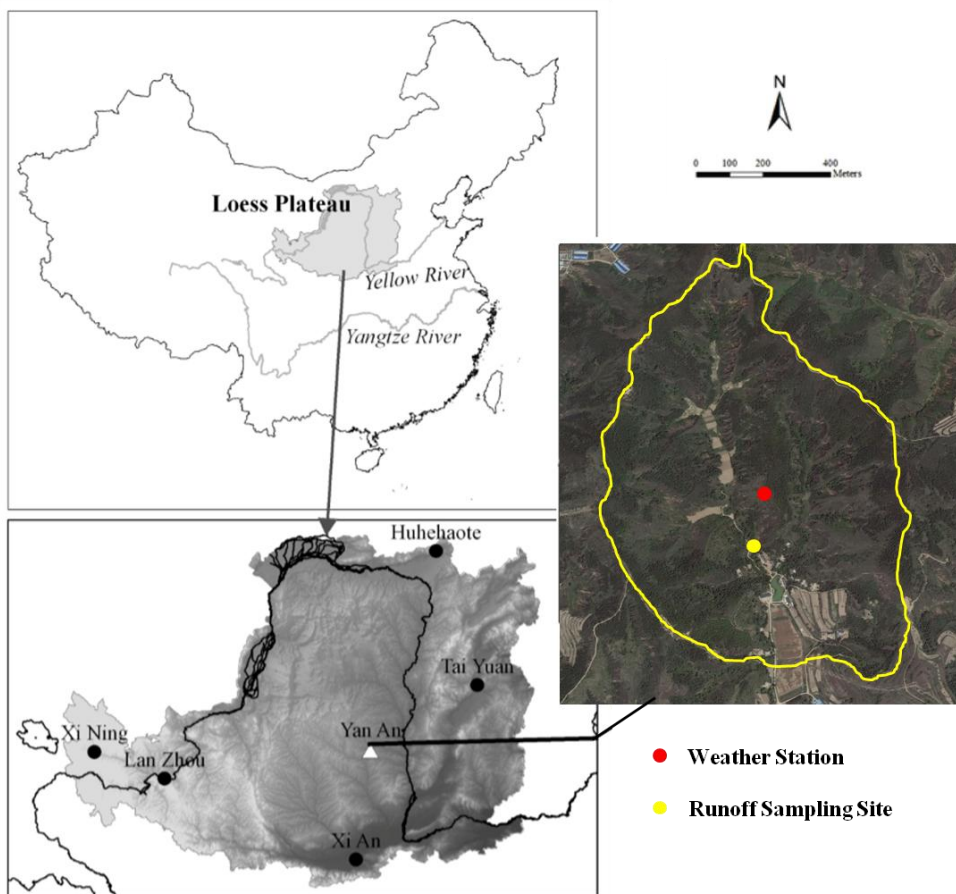 Loess Plateau
Yellow River
Yangtze River
N
0 100 200 400
Meters
Huhehaote
Tai Yuan
Yan An
Xi Ning
Lan Zhou
Xi An
Weather Station
Runoff Sampling Site